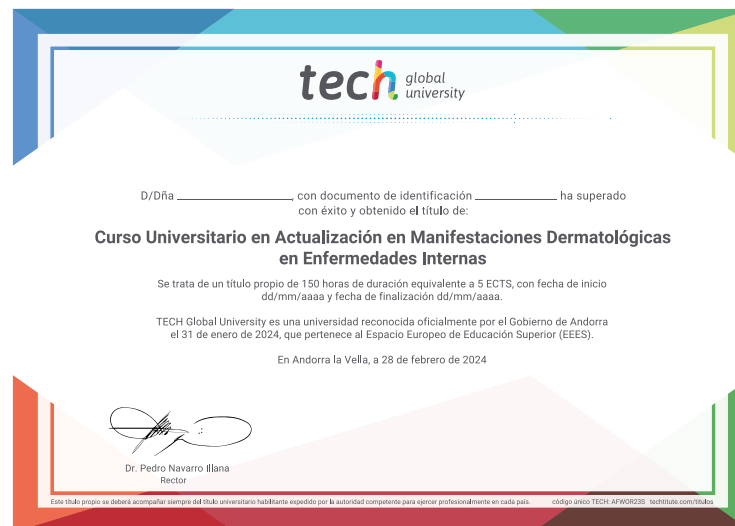 tech global university
D/Dña ____________, con documento de identificación ____________ ha superado
con éxito y obtenido el título de:
Curso Universitario en Actualización en Manifestaciones Dermatológicas
en Enfermedades Internas
Se trata de un título propio de 150 horas de duración equivalente a 5 ECTS, con fecha de inicio
dd/mm/aaaa y fecha de finalización dd/mm/aaaa.
TECH Global University es una universidad reconocida oficialmente por el Gobierno de Andorra
el 31 de enero de 2024, que pertenece al Espacio Europeo de Educación Superior (EEES).
En Andorra la Vella, a 28 de febrero de 2024
Dr. Pedro Navarro Illana
Rector
Este título propio se deberá acompañar siempre del título universitario habilitante expedido por la autoridad competente para ejercer profesionalmente en cada país. código único TECH: AFWOR23S techtitute.com/titulos